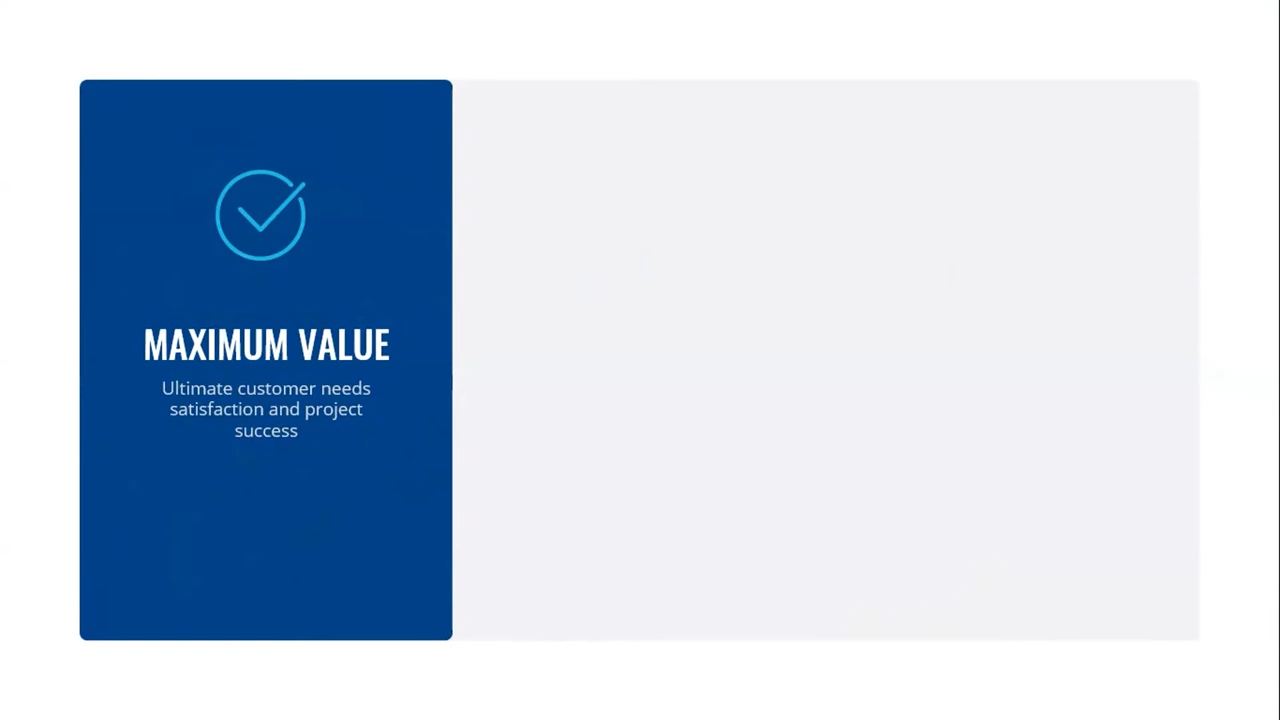 MAXIMUM VALUE
Ultimate customer needs
satisfaction and project
success